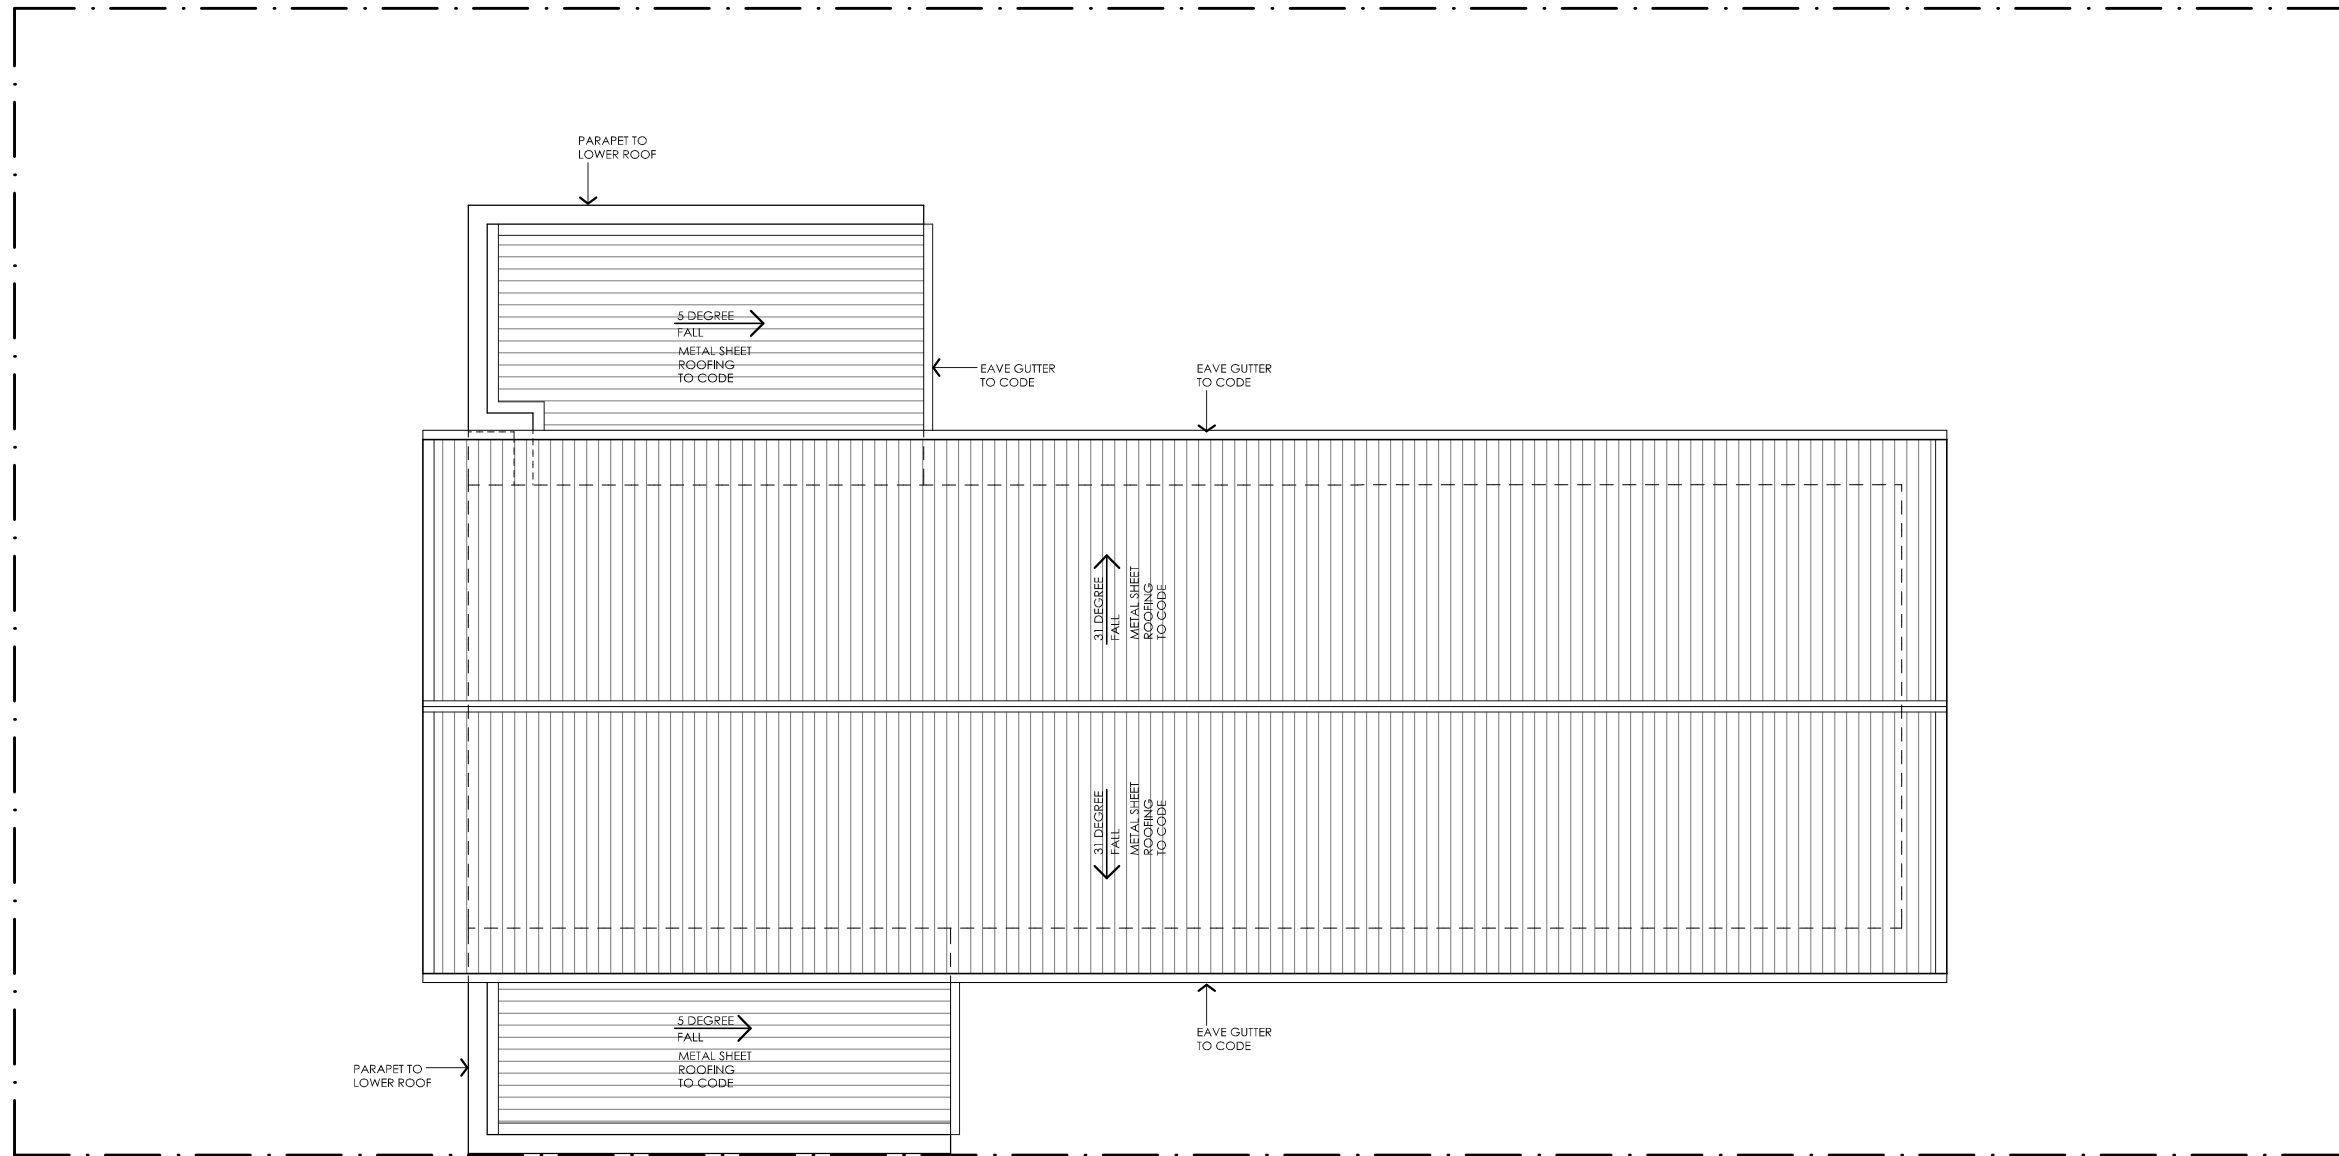 PARAPET TO
LOWER ROOF
5 DEGREE
FALL
METAL SHEET
ROOFING
TO CODE
EAVE GUTTER
TO CODE
EAVE GUTTER
TO CODE
31 DEGREE
FALL
METAL SHEET
ROOFING
TO CODE
31 DEGREE
FALL
METAL SHEET
ROOFING
TO CODE
5 DEGREE
FALL
METAL SHEET
ROOFING
TO CODE
EAVE GUTTER
TO CODE
PARAPET TO
LOWER ROOF